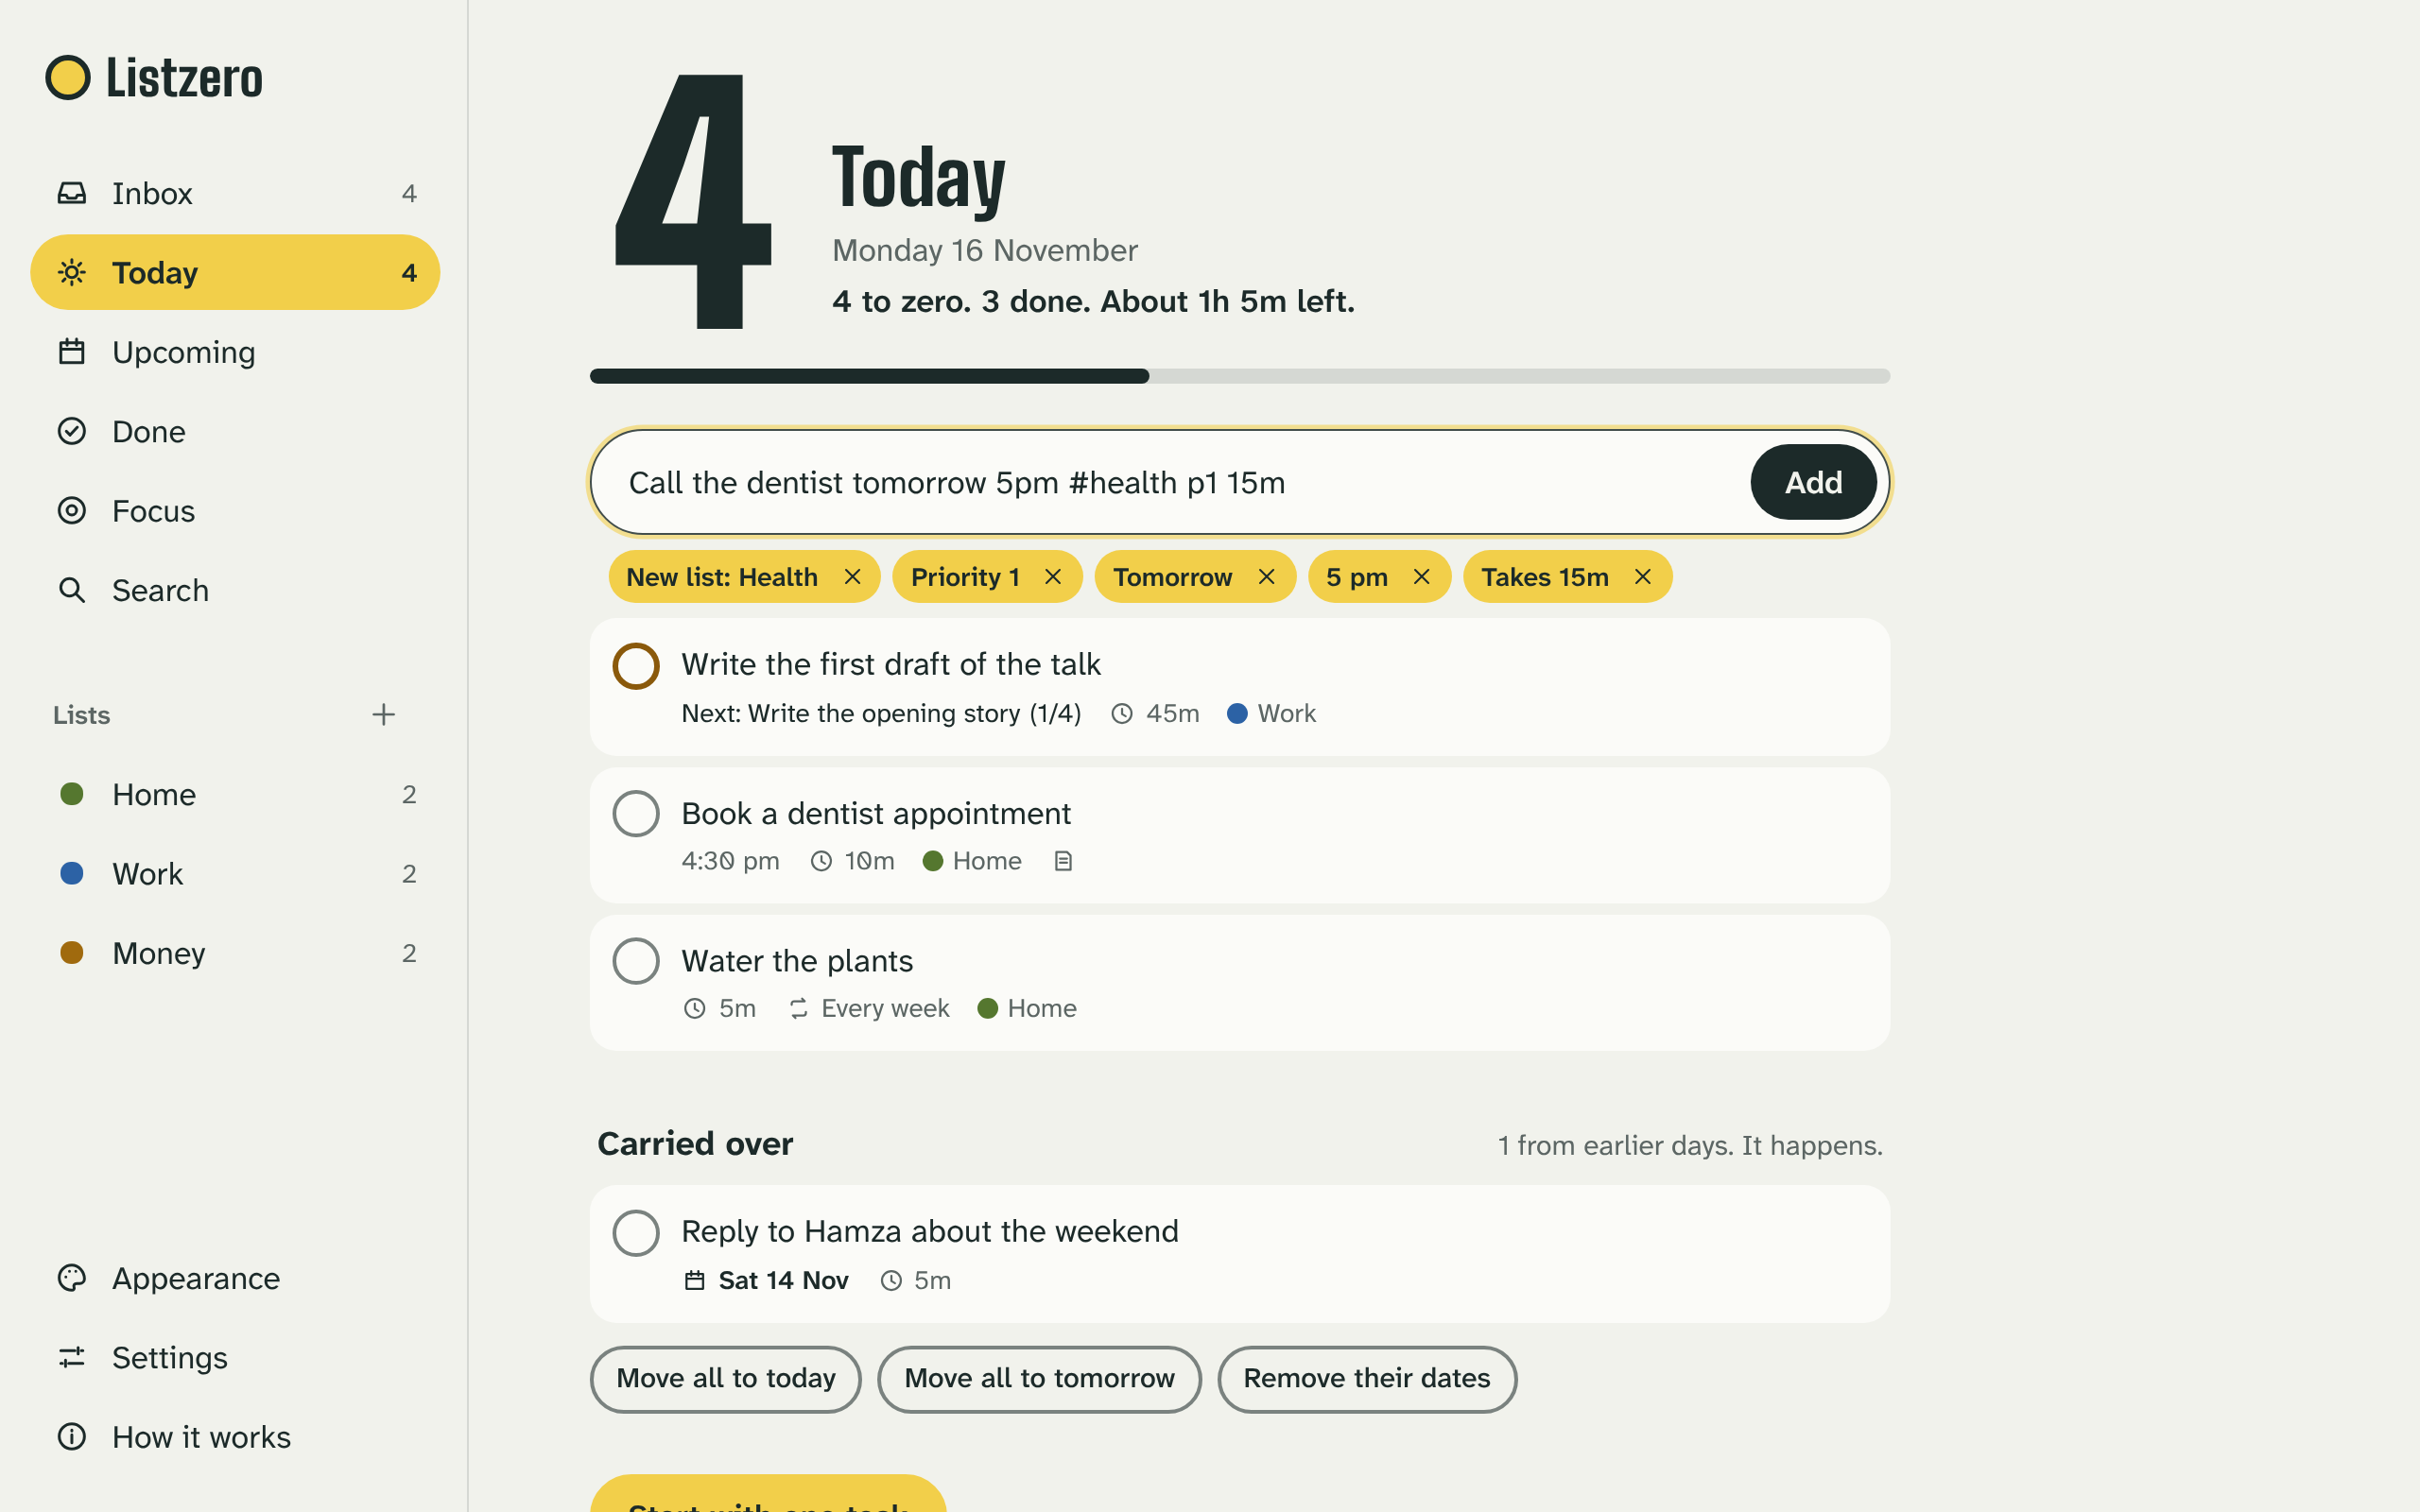 Listzero
Inbox 4
Today 4
Upcoming
Done
Focus
Search
Lists
Home 2
Work 2
Money 2
Appearance
Settings
How it works
4
Today
Monday 16 November
4 to zero. 3 done. About 1h 5m left.
Call the dentist tomorrow 5pm #health p1 15m
Add
New list: Health Priority 1 Tomorrow 5 pm Takes 15m
Write the first draft of the talk
Next: Write the opening story (1/4) 45m Work
Book a dentist appointment
4:30 pm 10m Home
Water the plants
5m Every week Home
Carried over 1 from earlier days. It happens.
Reply to Hamza about the weekend
Sat 14 Nov 5m
Move all to today Move all to tomorrow Remove their dates
Start with one task